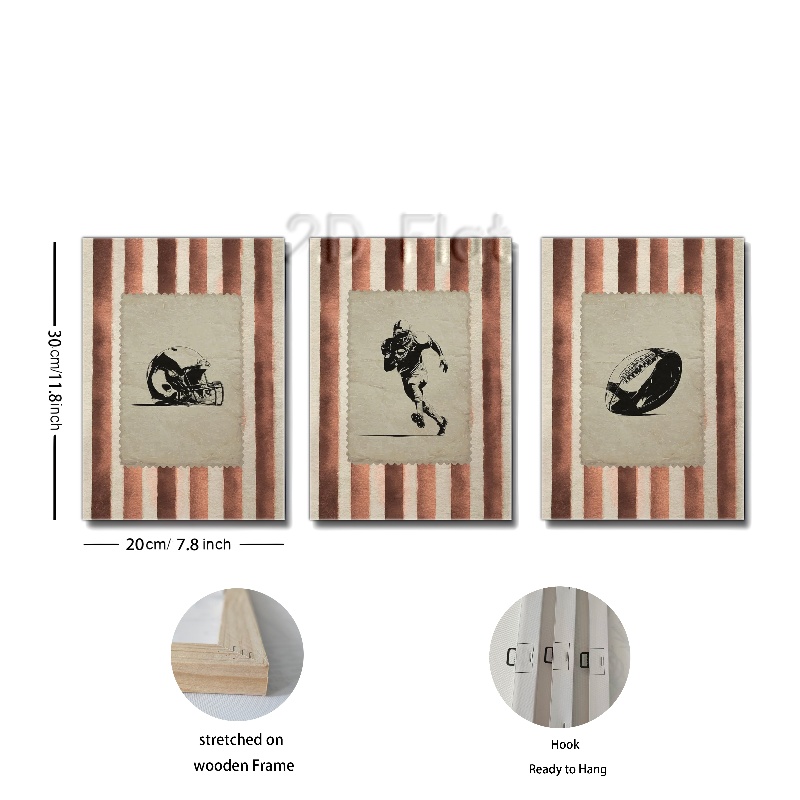 2D Flat
30cm/11.8inch
20cm/ 7.8 inch
stretched on
wooden Frame
Hook
Ready to Hang